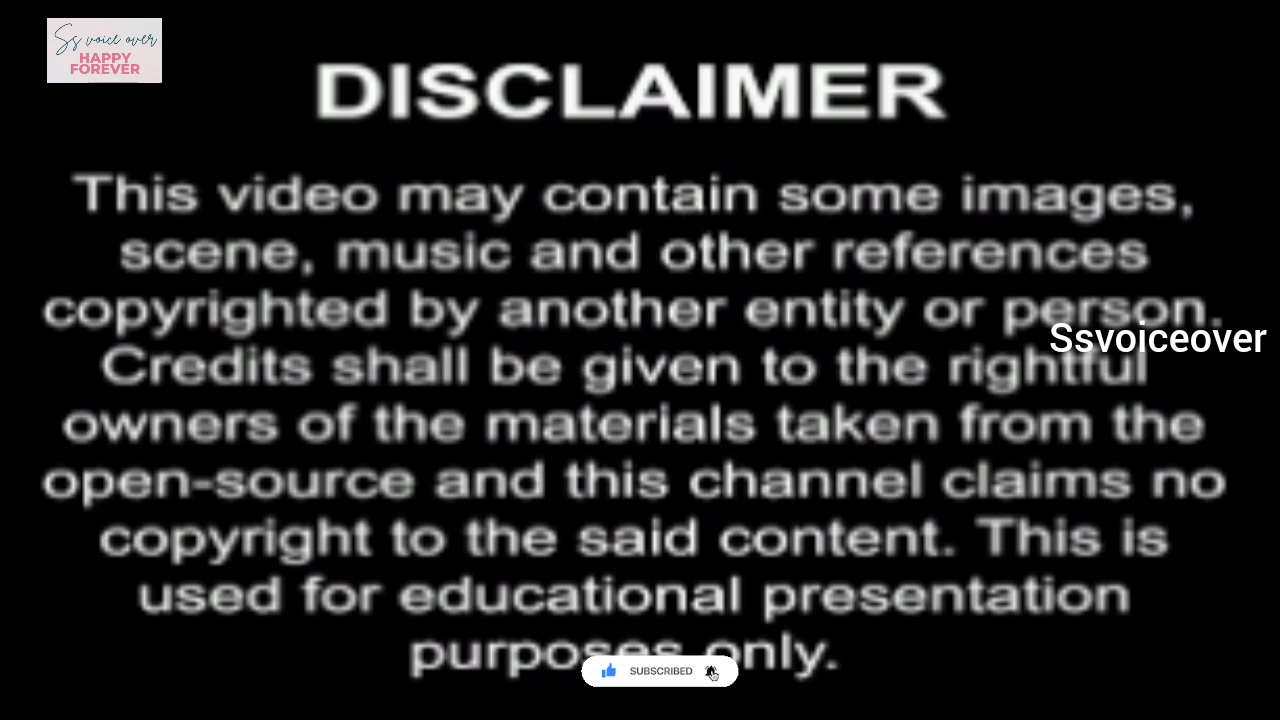 Ss voice over
HAPPY
FOREVER
DISCLAIMER
This video may contain some images,
scene, music and other references
copyrighted by another entity or person.
Ssvoiceover
Credits shall be given to the rightful
owners of the materials taken from the
open-source and this channel claims no
copyright to the said content. This is
used for educational presentation
purposes only.
SUBSCRIBED